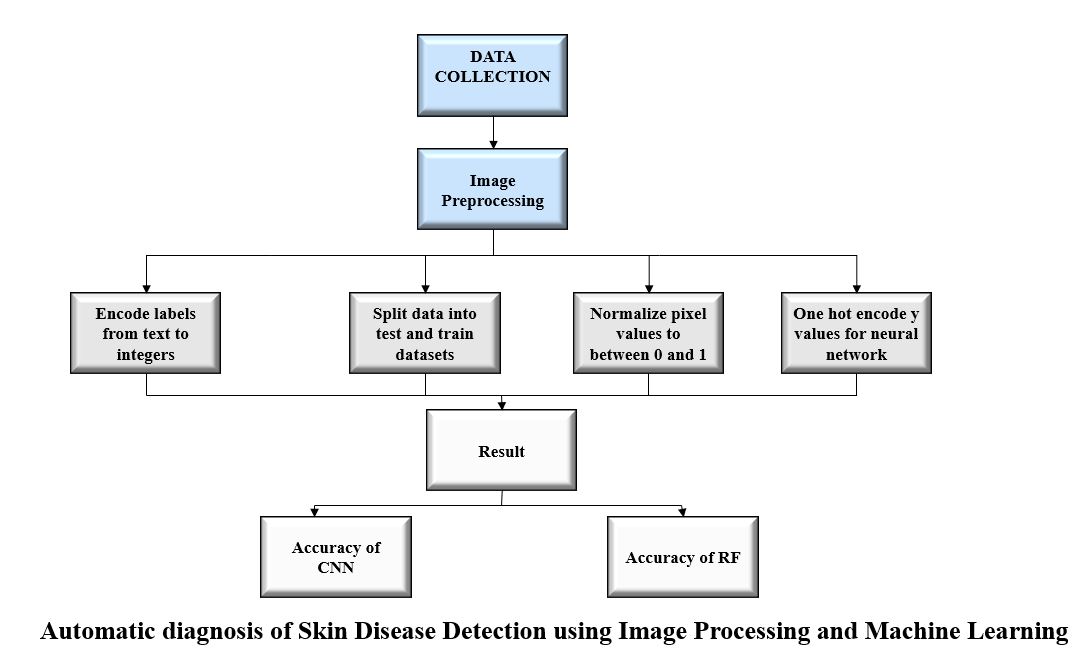 DATA
COLLECTION
Image
Preprocessing
Encode labels
from text to
integers
Split data into
test and train
datasets
Normalize pixel
values to
between 0 and 1
One hot encode y
values for neural
network
Result
Accuracy of
CNN
Accuracy of RF
Automatic diagnosis of Skin Disease Detection using Image Processing and Machine Learning